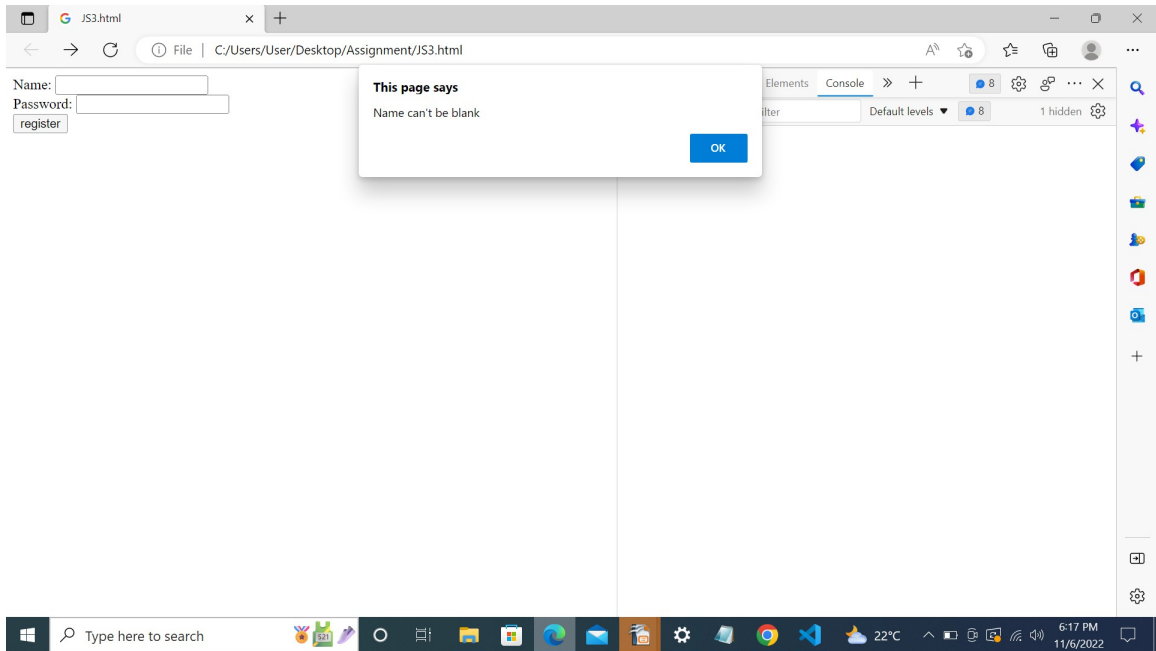 JS3.html
File | C:/Users/User/Desktop/Assignment/JS3.html
Name:
Password:
register
This page says
Name can't be blank
OK
Elements Console 8
Default levels ▼ 8 1 hidden
Type here to search
521
22°C
6:17 PM
11/6/2022